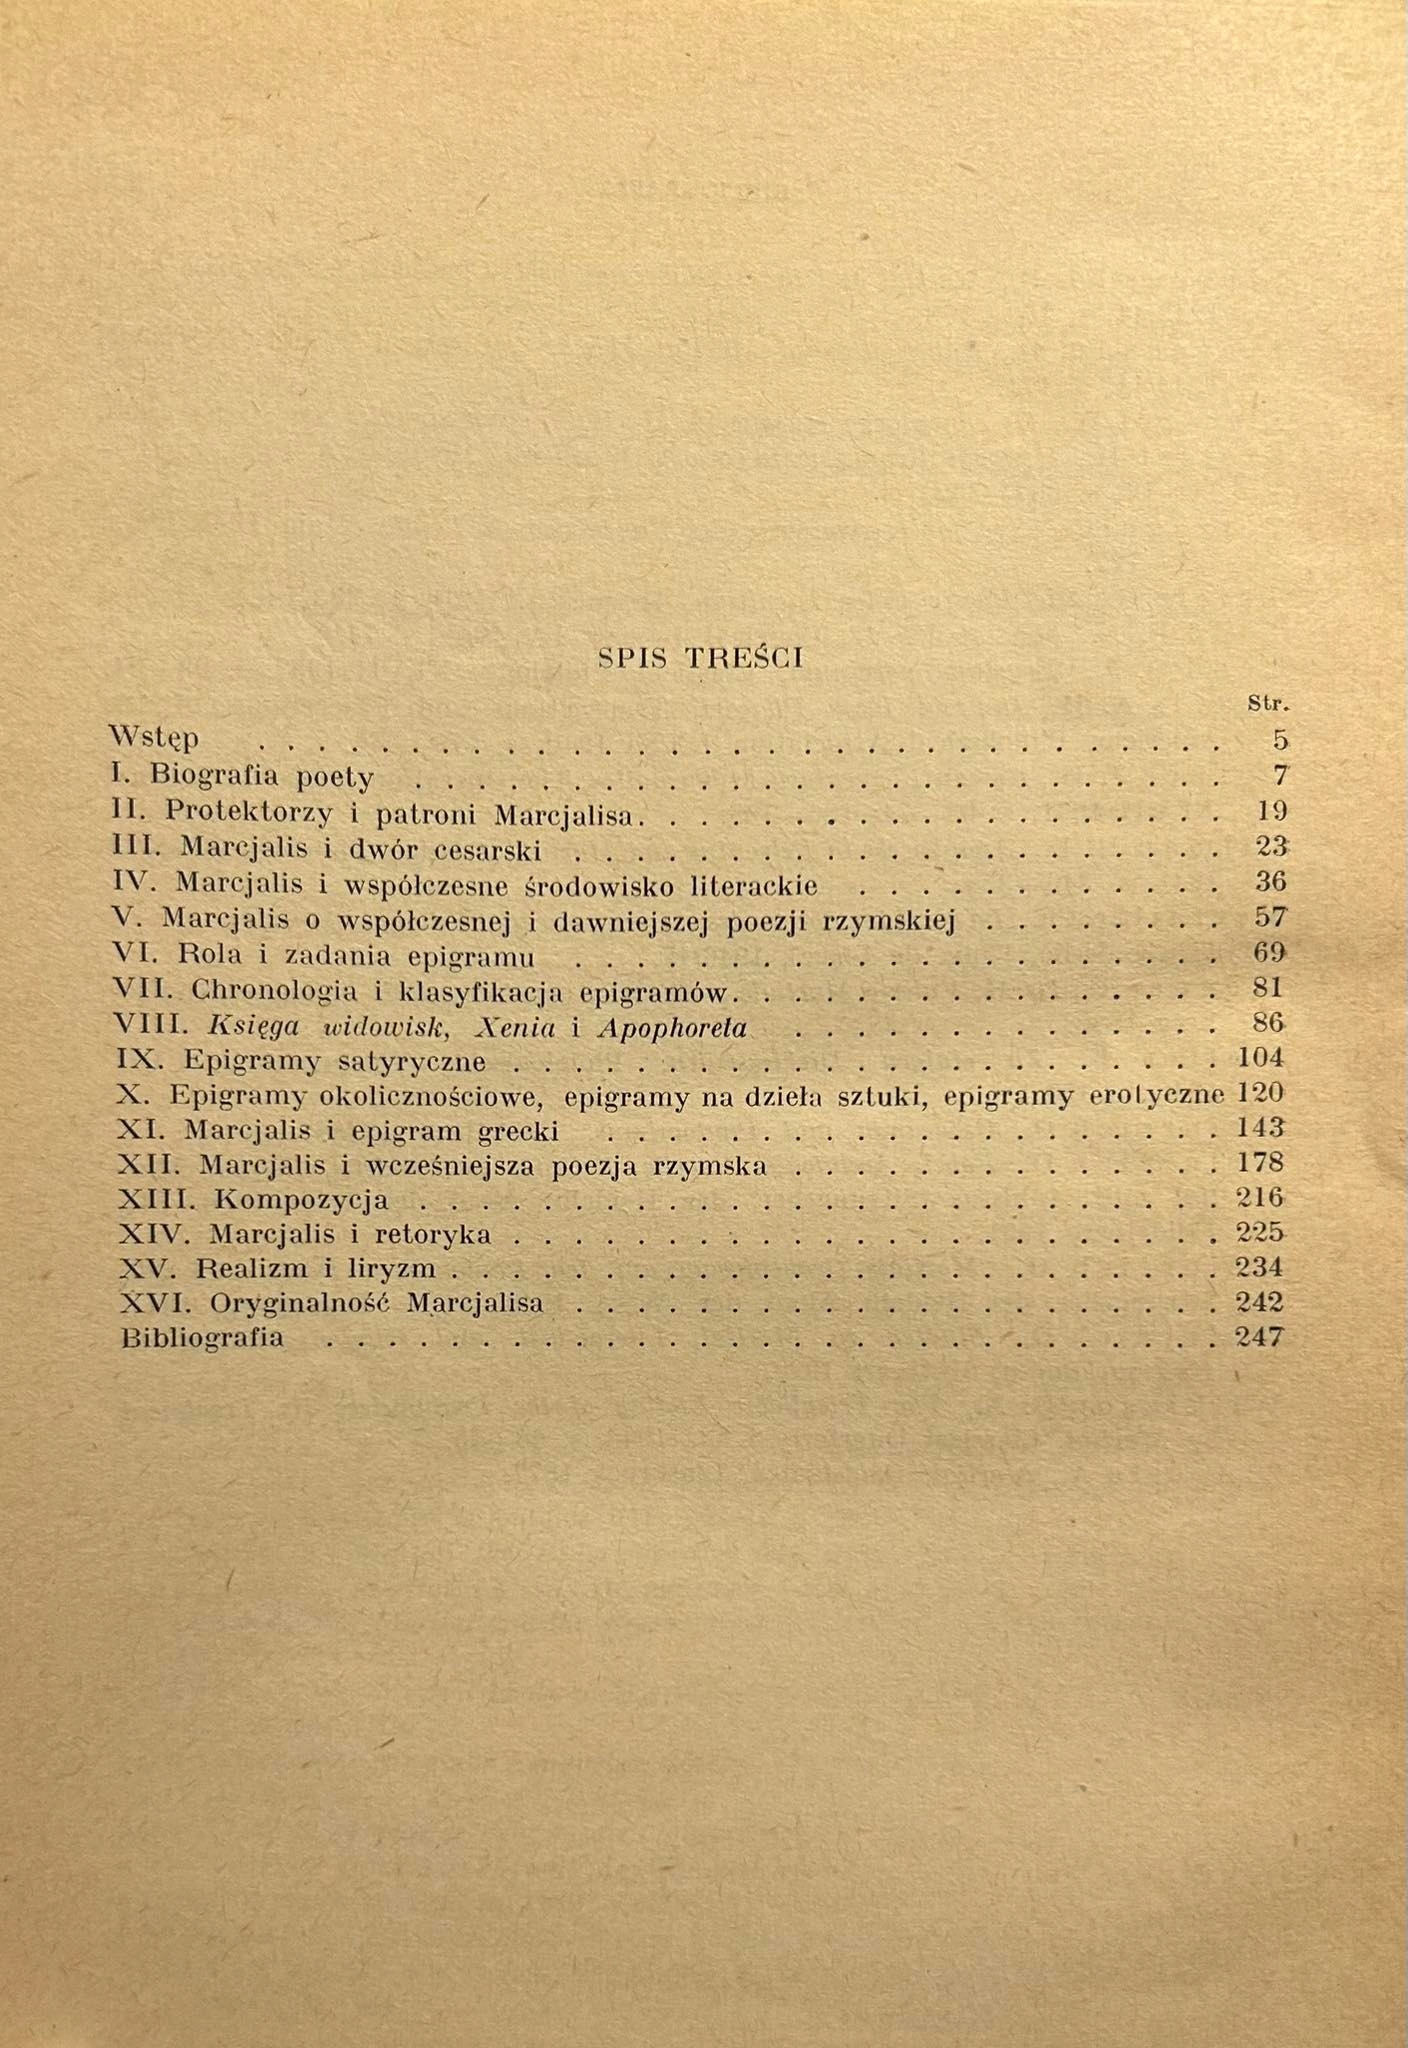 SPIS TREŚCI
Str.
Wstęp . . . . . . . . . . . . . . . . . . . . . . . . . . . . . . . 5
I. Biografia poety . . . . . . . . . . . . . . . . . . . . . . . . . . 7
II. Protektorzy i patroni Marcjalisa. . . . . . . . . . . . . . . . . . . 19
III. Marcjalis i dwór cesarski . . . . . . . . . . . . . . . . . . . . . 23
IV. Marcjalis i współczesne środowisko literackie . . . . . . . . . . . . 36
V. Marcjalis o współczesnej i dawniejszej poezji rzymskiej . . . . . . . . 57
VI. Rola i zadania epigramu . . . . . . . . . . . . . . . . . . . . . 69
VII. Chronologia i klasyfikacja epigramów. . . . . . . . . . . . . . . . 81
VIII. Księga widowisk, Xenia i Apophoreta . . . . . . . . . . . . . . 86
IX. Epigramy satyryczne . . . . . . . . . . . . . . . . . . . . . . . 104
X. Epigramy okolicznościowe, epigramy na dzieła sztuki, epigramy erotyczne 120
XI. Marcjalis i epigram grecki . . . . . . . . . . . . . . . . . . . . 143
XII. Marcjalis i wcześniejsza poezja rzymska . . . . . . . . . . . . . . 178
XIII. Kompozycja . . . . . . . . . . . . . . . . . . . . . . . . . . 216
XIV. Marcjalis i retoryka . . . . . . . . . . . . . . . . . . . . . . . 225
XV. Realizm i liryzm . . . . . . . . . . . . . . . . . . . . . . . . . 234
XVI. Oryginalność Marcjalisa . . . . . . . . . . . . . . . . . . . . . 242
Bibliografia . . . . . . . . . . . . . . . . . . . . . . . . . . . . . 247